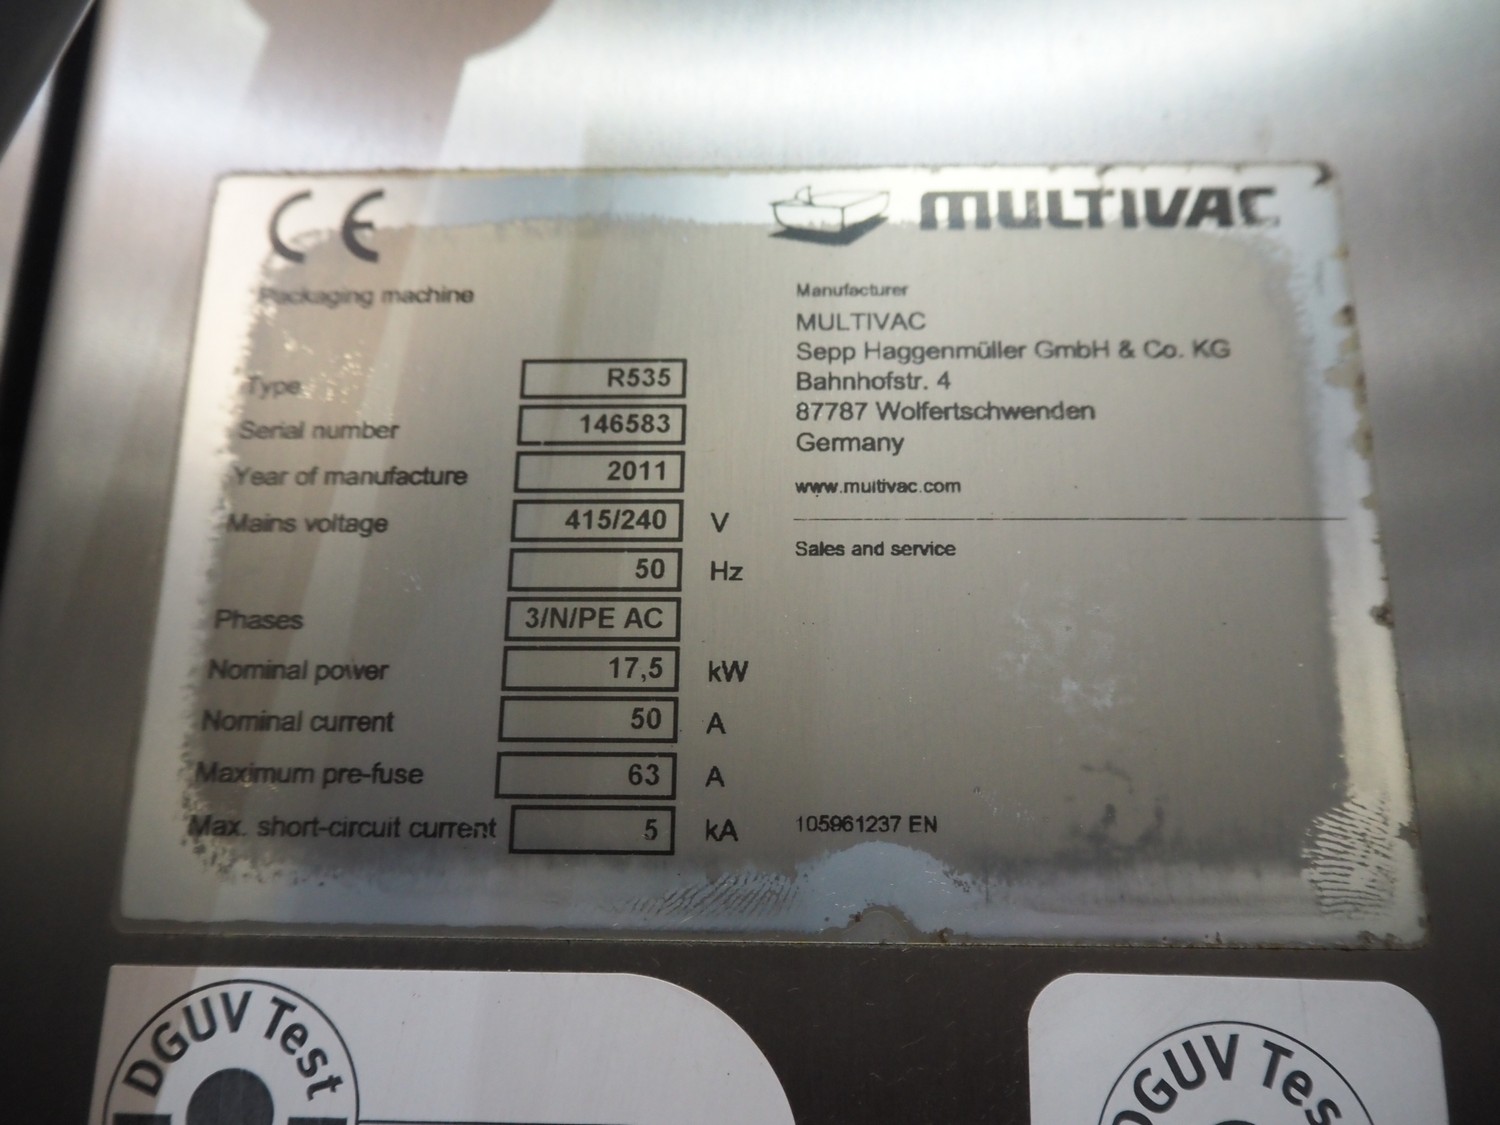 CE
MULTIVAC
Packaging machine
Type R535
Serial number 146583
Year of manufacture 2011
Mains voltage 415/240 V
50 Hz
Phases 3/N/PE AC
Nominal power 17,5 kW
Nominal current 50 A
Maximum pre-fuse 63 A
Max. short-circuit current 5 kA
Manufacturer
MULTIVAC
Sepp Haggenmüller GmbH & Co. KG
Bahnhofstr. 4
87787 Wolfertschwenden
Germany
www.multivac.com
Sales and service
105961237 EN
DGUV Test
DGUV Tes